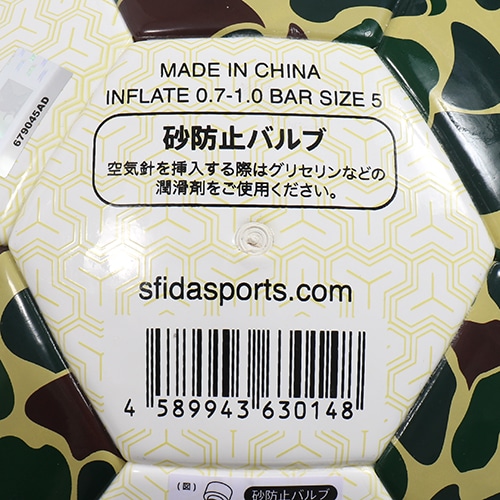 MADE IN CHINA
INFLATE 0.7-1.0 BAR SIZE 5
砂防止バルブ
空気針を挿入する際はグリセリンなどの
潤滑剤をご使用ください。
679045AD
sfidasports.com
4 589943 630148
(図) 砂防止バルブ